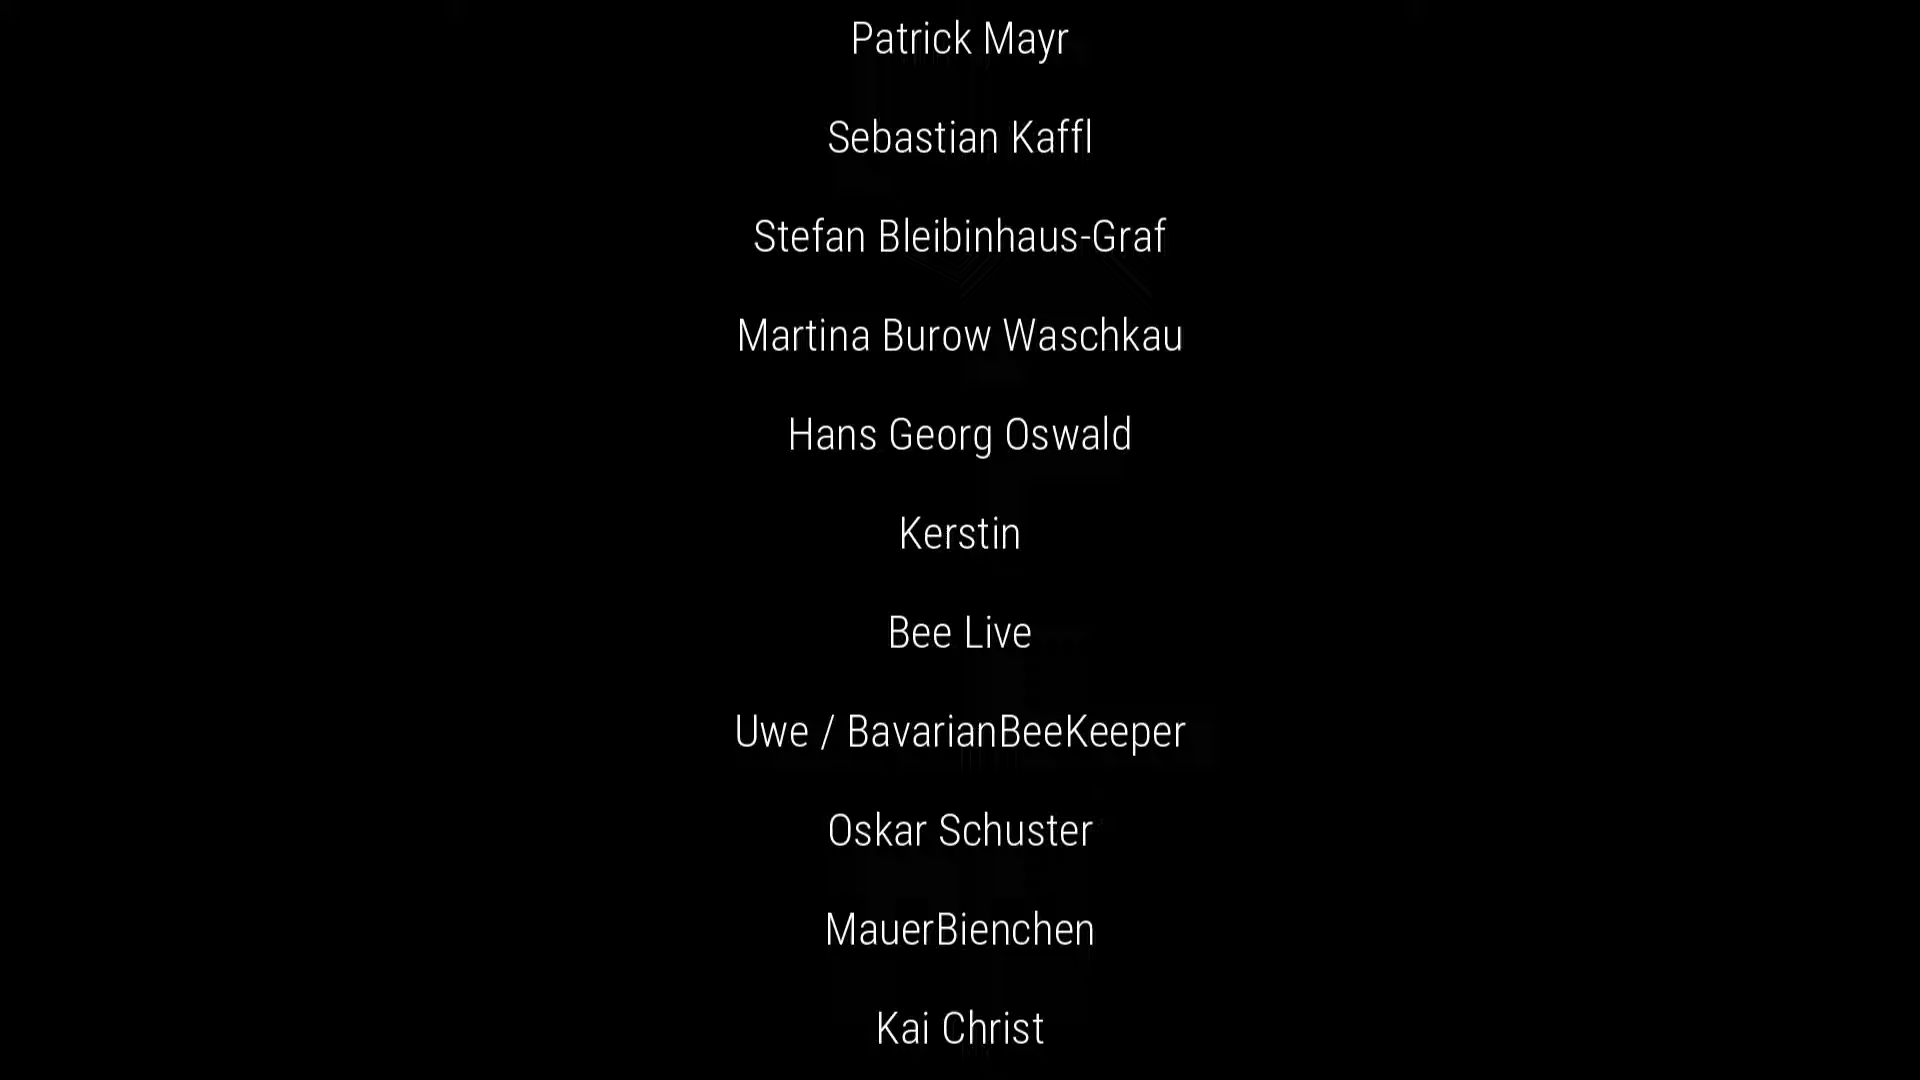 Patrick Mayr
Sebastian Kaffl
Stefan Bleibinhaus-Graf
Martina Burow Waschkau
Hans Georg Oswald
Kerstin
Bee Live
Uwe / BavarianBeeKeeper
Oskar Schuster
MauerBienchen
Kai Christ